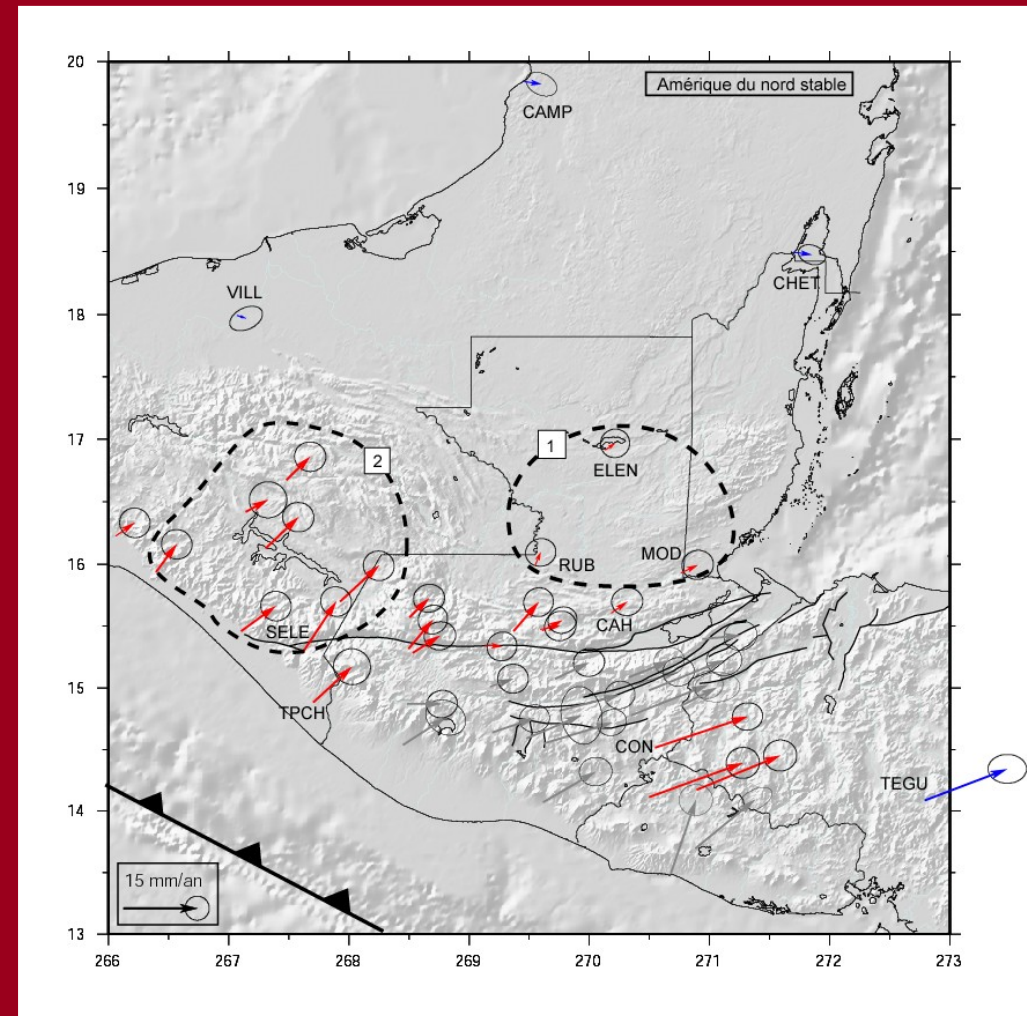 20
Amérique du nord stable
CAMP
19
CHET
VILL
18
17
1
2
ELEN
16
RUB
MOD
SELE
CAH
15
TPCH
CON
TEGU
14
15 mm/an
13
266
267
268
269
270
271
272
273